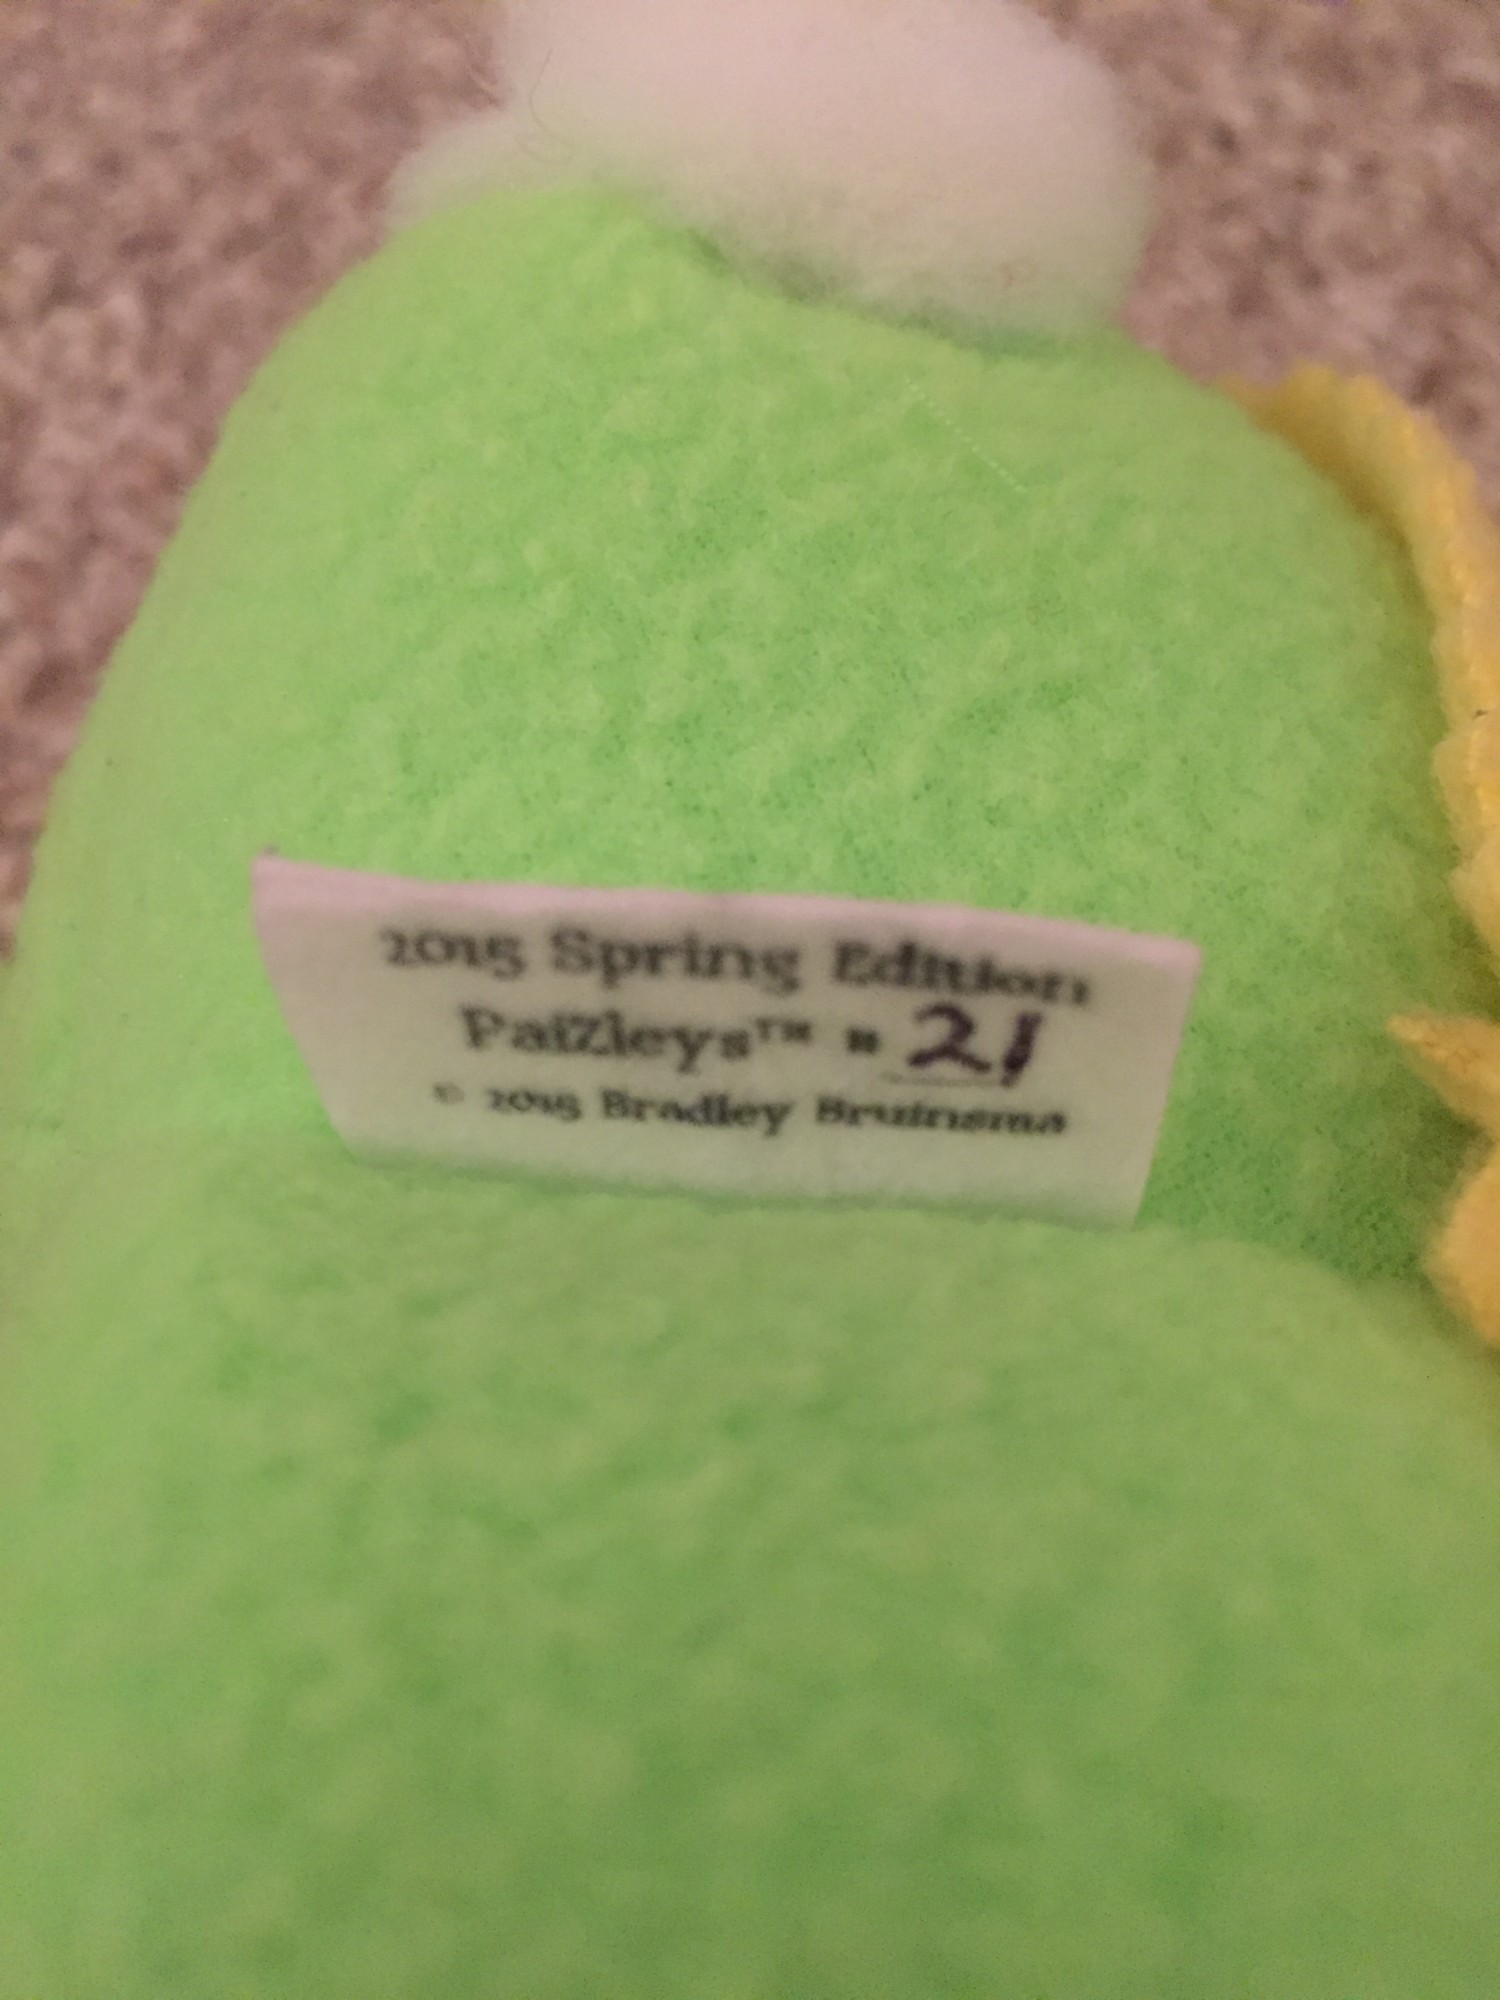 2015 Spring Edition
PaiZleys™ # 21
© 2015 Bradley Bruinsma